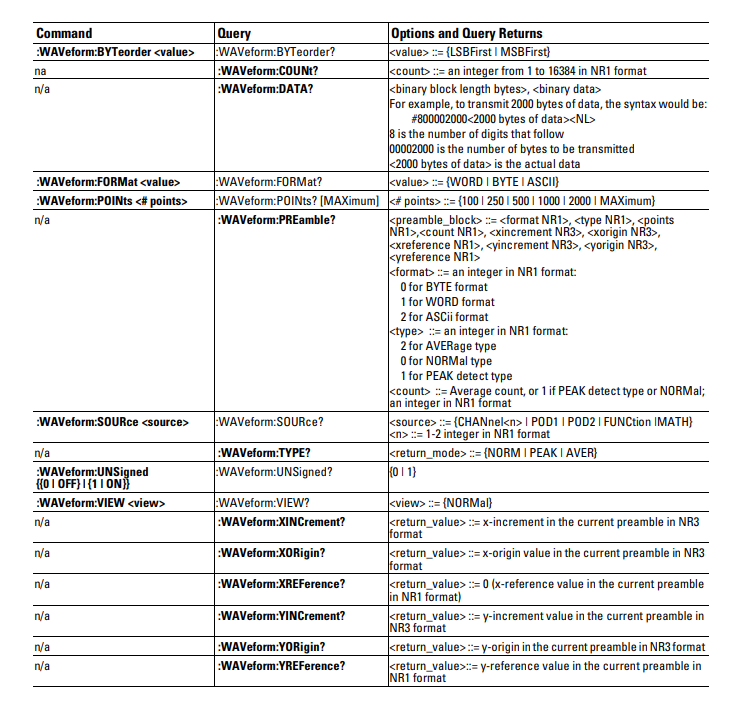 Command Query Options and Query Returns
:WAVeform:BYTeorder <value> :WAVeform:BYTeorder? <value> ::= {LSBFirst | MSBFirst}
na :WAVeform:COUNt? <count> ::= an integer from 1 to 16384 in NR1 format
n/a :WAVeform:DATA? <binary block length bytes>, <binary data>
For example, to transmit 2000 bytes of data, the syntax would be:
#800002000<2000 bytes of data><NL>
8 is the number of digits that follow
00002000 is the number of bytes to be transmitted
<2000 bytes of data> is the actual data
:WAVeform:FORMat <value> :WAVeform:FORMat? <value> ::= {WORD | BYTE | ASCII}
:WAVeform:POINts <# points> :WAVeform:POINts? [MAXimum] <# points> ::= {100 | 250 | 500 | 1000 | 2000 | MAXimum}
n/a :WAVeform:PREamble? <preamble_block> ::= <format NR1>, <type NR1>, <points
NR1>,<count NR1>, <xincrement NR3>, <xorigin NR3>,
<xreference NR1>, <yincrement NR3>, <yorigin NR3>,
<yreference NR1>
<format> ::= an integer in NR1 format:
0 for BYTE format
1 for WORD format
2 for ASCii format
<type> ::= an integer in NR1 format:
2 for AVERage type
0 for NORMal type
1 for PEAK detect type
<count> ::= Average count, or 1 if PEAK detect type or NORMal;
an integer in NR1 format
:WAVeform:SOURce <source> :WAVeform:SOURce? <source> ::= {CHANnel<n> | POD1 | POD2 | FUNCtion |MATH}
<n> ::= 1-2 integer in NR1 format
n/a :WAVeform:TYPE? <return_mode> ::= {NORM | PEAK | AVER}
:WAVeform:UNSigned :WAVeform:UNSigned? {0 | 1}
{{0 | OFF} | {1 | ON}}
:WAVeform:VIEW <view> :WAVeform:VIEW? <view> ::= {NORMal}
n/a :WAVeform:XINCrement? <return_value> ::= x-increment in the current preamble in NR3
format
n/a :WAVeform:XORigin? <return_value> ::= x-origin value in the current preamble in NR3
format
n/a :WAVeform:XREFerence? <return_value> ::= 0 (x-reference value in the current preamble
in NR1 format)
n/a :WAVeform:YINCrement? <return_value> ::= y-increment value in the current preamble in
NR3 format
n/a :WAVeform:YORigin? <return_value> ::= y-origin in the current preamble in NR3 format
n/a :WAVeform:YREFerence? <return_value>::= y-reference value in the current preamble in
NR1 format